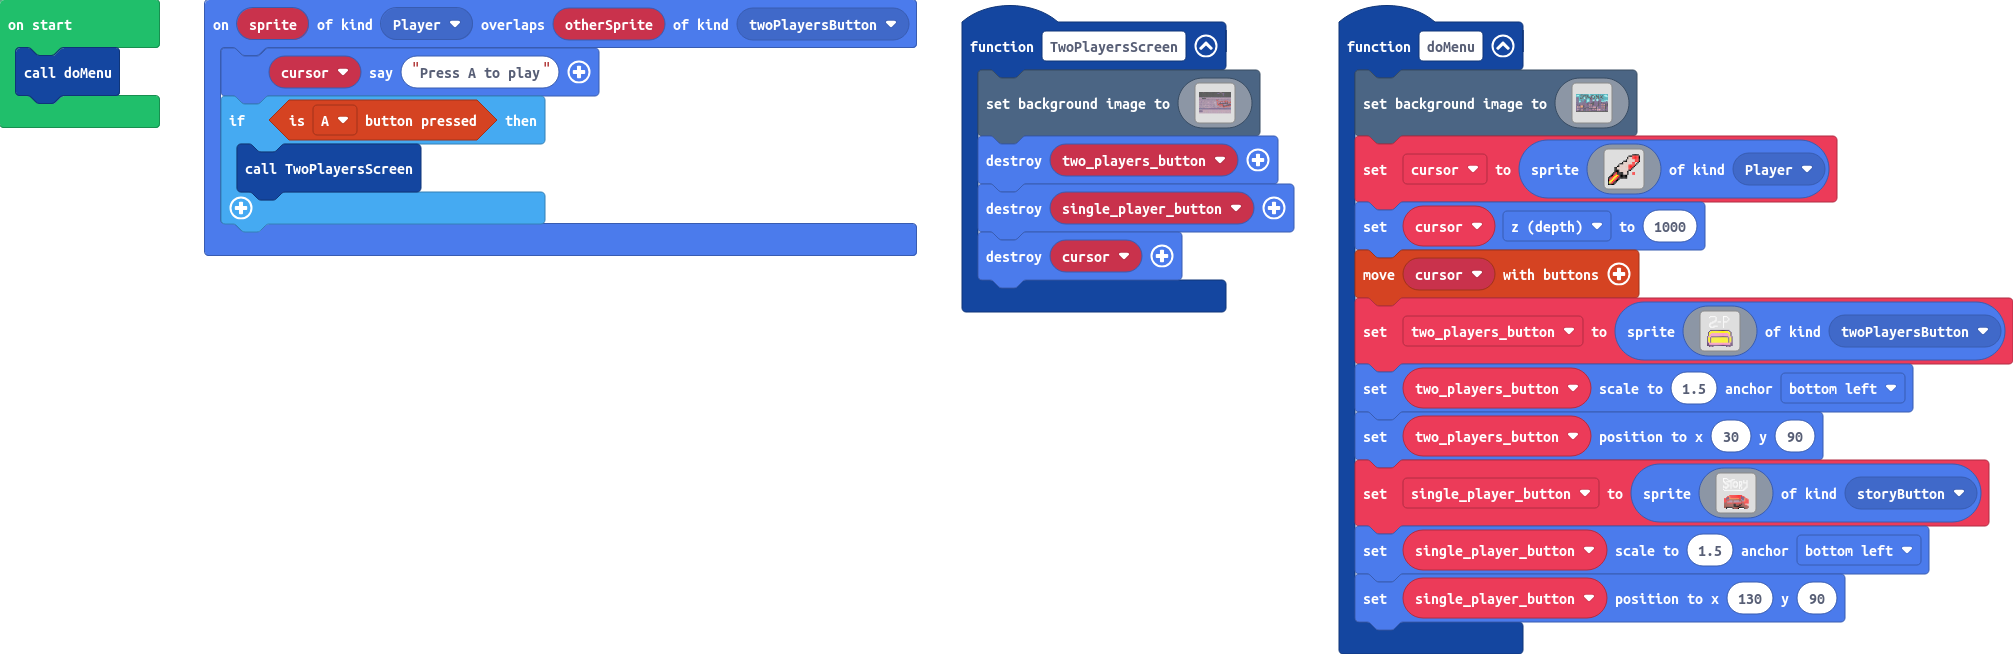 on start
call doMenu
on sprite of kind Player overlaps otherSprite of kind twoPlayersButton
cursor say "Press A to play"
if is A button pressed then
call TwoPlayersScreen
function TwoPlayersScreen
set background image to
destroy two_players_button
destroy single_player_button
destroy cursor
function doMenu
set background image to
set cursor to sprite of kind Player
set cursor z (depth) to 1000
move cursor with buttons
set two_players_button to sprite 2-P of kind twoPlayersButton
set two_players_button scale to 1.5 anchor bottom left
set two_players_button position to x 30 y 90
set single_player_button to sprite Story of kind storyButton
set single_player_button scale to 1.5 anchor bottom left
set single_player_button position to x 130 y 90